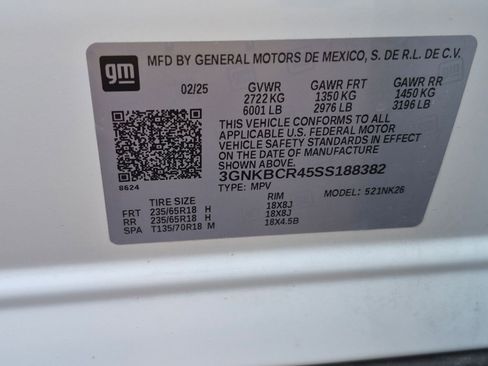 gm
MFD BY GENERAL MOTORS DE MEXICO, S. DE R.L. DE C.V.
02/25 GVWR GAWR FRT GAWR RR
2722 KG 1350 KG 1450 KG
6001 LB 2976 LB 3196 LB
THIS VEHICLE CONFORMS TO ALL
APPLICABLE U.S. FEDERAL MOTOR
VEHICLE SAFETY STANDARDS IN EFFECT
ON THE DATE OF MANUFACTURE SHOWN ABOVE.
3GNKBCR45SS188382
8624 TYPE: MPV MODEL: 521NK26
TIRE SIZE RIM
FRT 235/65R18 H 18X8J
RR 235/65R18 H 18X8J
SPA T135/70R18 M 18X4.5B